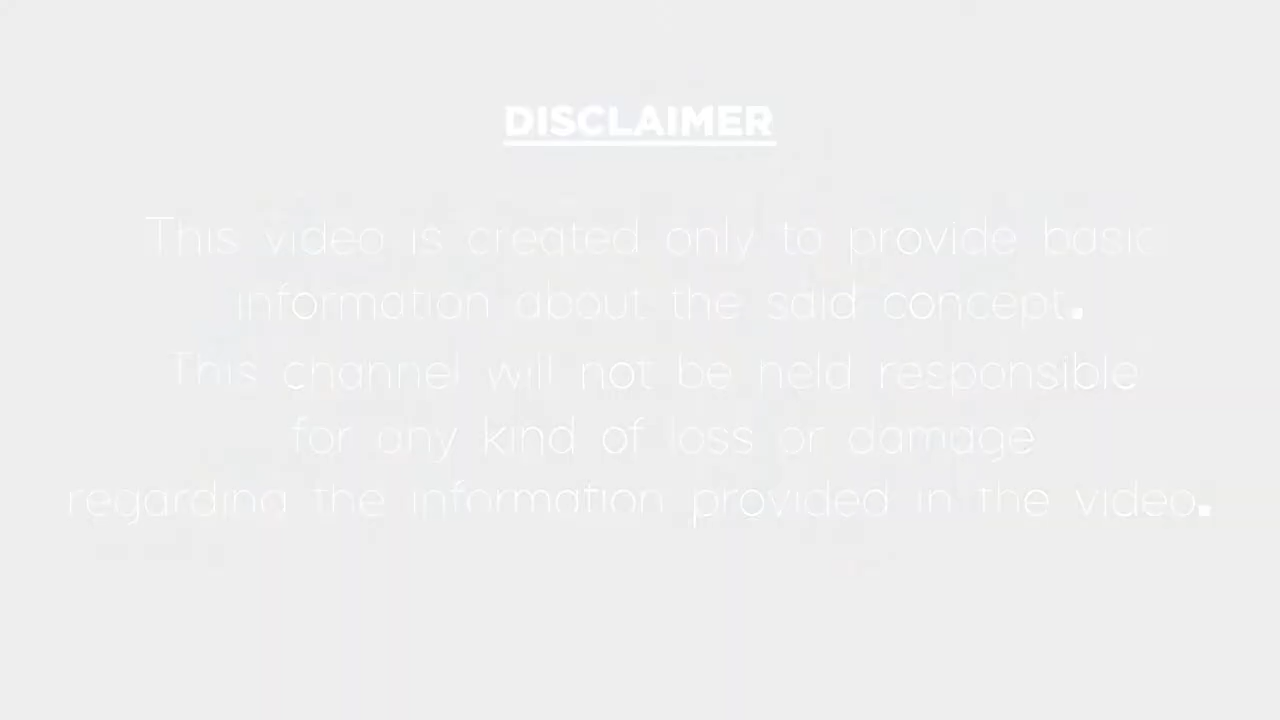 DISCLAIMER
This video is created only to provide basic
information about the said concept.
This channel will not be held responsible
for any kind of loss or damage
regarding the information provided in the video.